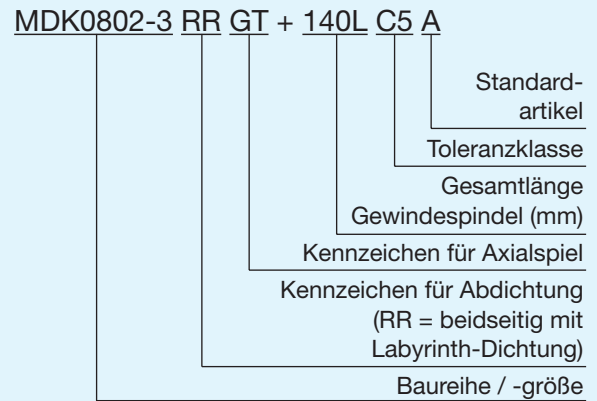 MDK0802-3 RR GT + 140L C5 A
Standard-
artikel
Toleranzklasse
Gesamtlänge
Gewindespindel (mm)
Kennzeichen für Axialspiel
Kennzeichen für Abdichtung
(RR = beidseitig mit
Labyrinth-Dichtung)
Baureihe / -größe